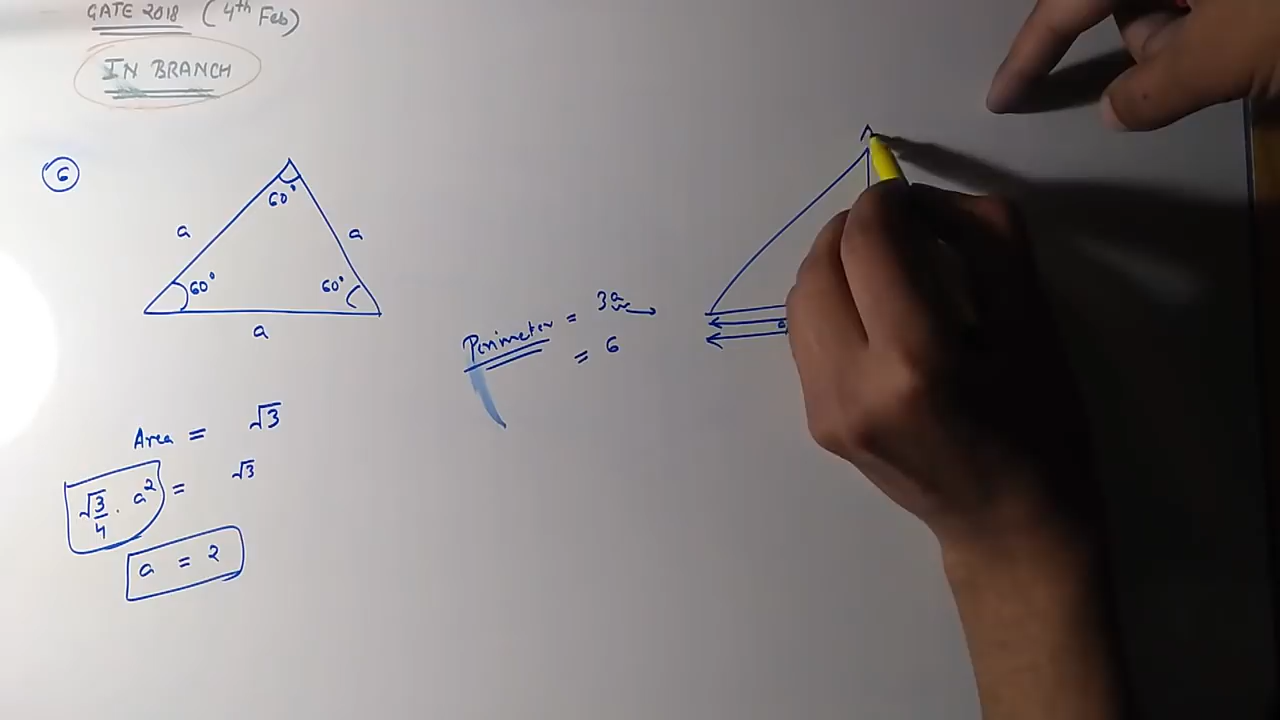 GATE 2018 (4th Feb)
IN BRANCH
6
60°
a
a
60°
60°
a
Perimeter = 3a
= 6
Area = √3
√3/4 · a² = √3
a = 2